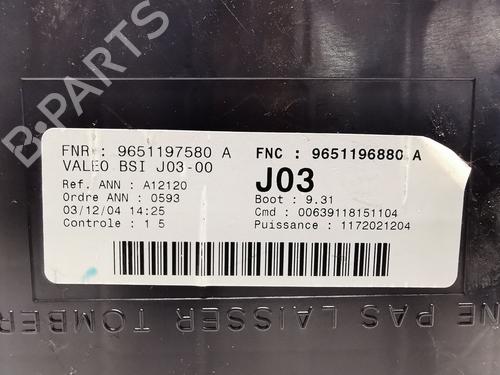 FNR : 9651197580 A
FNC : 9651196880 A
VALEO BSI J03-00
J03
Ref. ANN : A12120
Ordre ANN : 0593
03/12/04 14:25
Controle : 1 5
Boot : 9.31
Cmd : 00639118151104
Puissance : 1172021204
NE PAS LAISSER TOMBER
B-PARTS